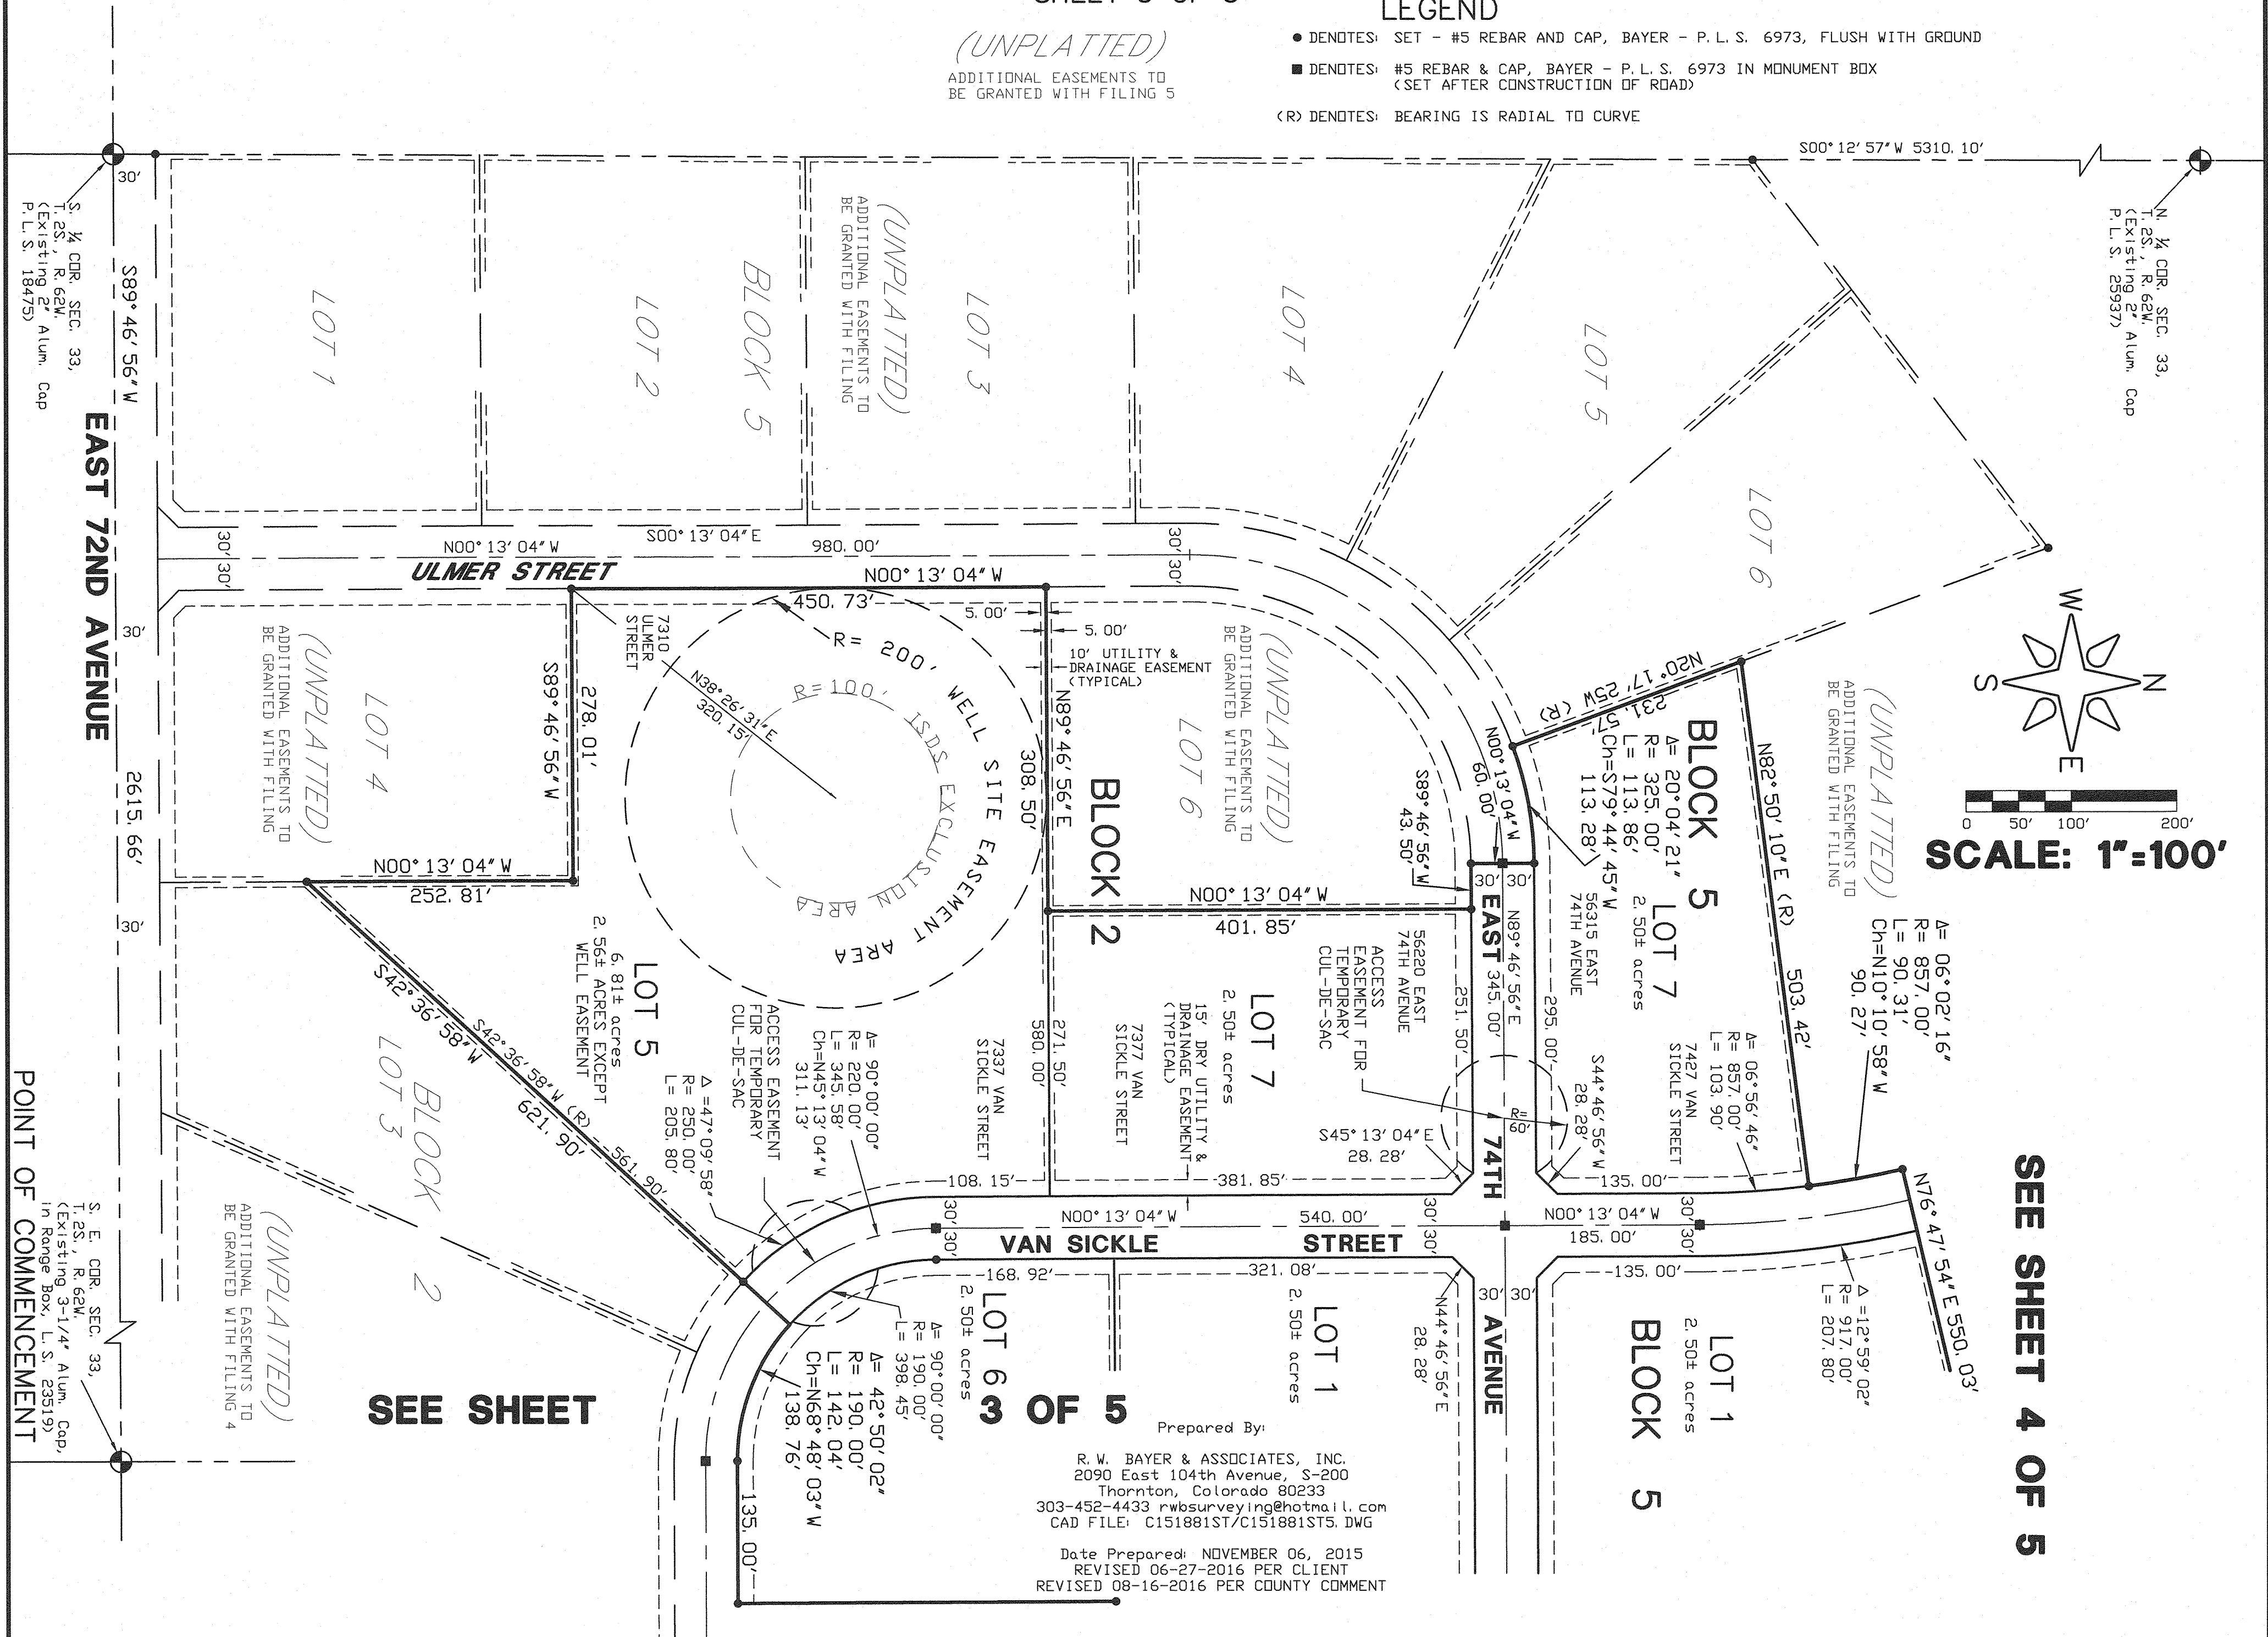 LEGEND
(UNPLATTED)
ADDITIONAL EASEMENTS TO
BE GRANTED WITH FILING 5
● DENOTES: SET - #5 REBAR AND CAP, BAYER - P.L.S. 6973, FLUSH WITH GROUND
■ DENOTES: #5 REBAR & CAP, BAYER - P.L.S. 6973 IN MONUMENT BOX
(SET AFTER CONSTRUCTION OF ROAD)
(R) DENOTES: BEARING IS RADIAL TO CURVE
S00°12'57"W 5310.10'
N. ¼ COR. SEC. 33,
T.2S., R.62W.
(Existing 2" Alum. Cap
P.L.S. 25937)
30'
S. ¼ COR. SEC. 33,
T.2S., R.62W.
(Existing 2" Alum. Cap
P.L.S. 18475)
S89°46'56"W
EAST 72ND AVENUE
30'
2615.66'
30'
LOT 1
LOT 2
BLOCK 5
(UNPLATTED)
ADDITIONAL EASEMENTS TO
BE GRANTED WITH FILING
LOT 3
LOT 4
LOT 5
LOT 6
30'
30'
N00°13'04"W
S00°13'04"E
980.00'
ULMER STREET
30'
30'
N00°13'04"W
450.73'
5.00'
5.00'
10' UTILITY &
DRAINAGE EASEMENT
(TYPICAL)
7310
ULMER
STREET
R= 200' WELL SITE EASEMENT AREA
R=100' ISDS EXCLUSION AREA
N38°26'31"E
320.15'
(UNPLATTED)
ADDITIONAL EASEMENTS TO
BE GRANTED WITH FILING
LOT 4
S89°46'56"W
278.01'
N00°13'04"W
252.81'
N89°46'56"E
308.50'
BLOCK 2
LOT 6
(UNPLATTED)
ADDITIONAL EASEMENTS TO
BE GRANTED WITH FILING
S89°46'56"W
43.50'
N00°13'04"W
60.00'
N20°17'25W (R)
231.57'
BLOCK 5
Δ= 20°04'21"
R= 325.00'
L= 113.86'
Ch=S79°44'45"W
113.28'
LOT 7
2.50± acres
56315 EAST
74TH AVENUE
N82°50'10"E (R)
503.42'
(UNPLATTED)
ADDITIONAL EASEMENTS TO
BE GRANTED WITH FILING
W
N
S
E
0 50' 100' 200'
SCALE: 1"=100'
Δ= 06°02'16"
R= 857.00'
L= 90.31'
Ch=N10°10'58"W
90.27'
N00°13'04"W
401.85'
30' 30'
EAST 74TH AVENUE
N89°46'56"E
345.00'
251.50'
295.00'
56220 EAST
74TH AVENUE
ACCESS
EASEMENT FOR
TEMPORARY
CUL-DE-SAC
R=
60'
LOT 7
2.50± acres
15' DRY UTILITY &
DRAINAGE EASEMENT
(TYPICAL)
7377 VAN
SICKLE STREET
271.50'
580.00'
7337 VAN
SICKLE STREET
S45°13'04"E
28.28'
S44°46'56"W
28.28'
7427 VAN
SICKLE STREET
Δ= 06°56'46"
R= 857.00'
L= 103.90'
LOT 5
6.81± acres
2.56± ACRES EXCEPT
WELL EASEMENT
S42°36'58"W
S42°36'58"W (R)
621.90'
561.90'
Δ= 90°00'00"
R= 220.00'
L= 345.58'
Ch=N45°13'04"W
311.13'
ACCESS EASEMENT
FOR TEMPORARY
CUL-DE-SAC
Δ =47°09'58"
R= 250.00'
L= 205.80'
BLOCK 2
LOT 3
(UNPLATTED)
ADDITIONAL EASEMENTS TO
BE GRANTED WITH FILING 4
108.15'
381.85'
135.00'
30'
30'
N00°13'04"W
540.00'
30'
30'
N00°13'04"W
185.00'
30'
30'
VAN SICKLE STREET
168.92'
321.08'
135.00'
N76°47'54"E 550.03'
SEE SHEET 4 OF 5
Δ =12°59'02"
R= 917.00'
L= 207.80'
LOT 1
2.50± acres
BLOCK 5
30' 30'
N44°46'56"E
28.28'
LOT 1
2.50± acres
LOT 6
2.50± acres
Δ= 90°00'00"
R= 190.00'
L= 398.45'
Δ= 42°50'02"
R= 190.00'
L= 142.04'
Ch=N68°48'03"W
138.76'
135.00'
SEE SHEET 3 OF 5
S.E. COR. SEC. 33,
T.2S., R.62W.
(Existing 3-1/4" Alum. Cap,
in Range Box, L.S. 23519)
POINT OF COMMENCEMENT
Prepared By:
R.W. BAYER & ASSOCIATES, INC.
2090 East 104th Avenue, S-200
Thornton, Colorado 80233
303-452-4433 rwbsurveying@hotmail.com
CAD FILE: C151881ST/C151881ST5.DWG
Date Prepared: NOVEMBER 06, 2015
REVISED 06-27-2016 PER CLIENT
REVISED 08-16-2016 PER COUNTY COMMENT